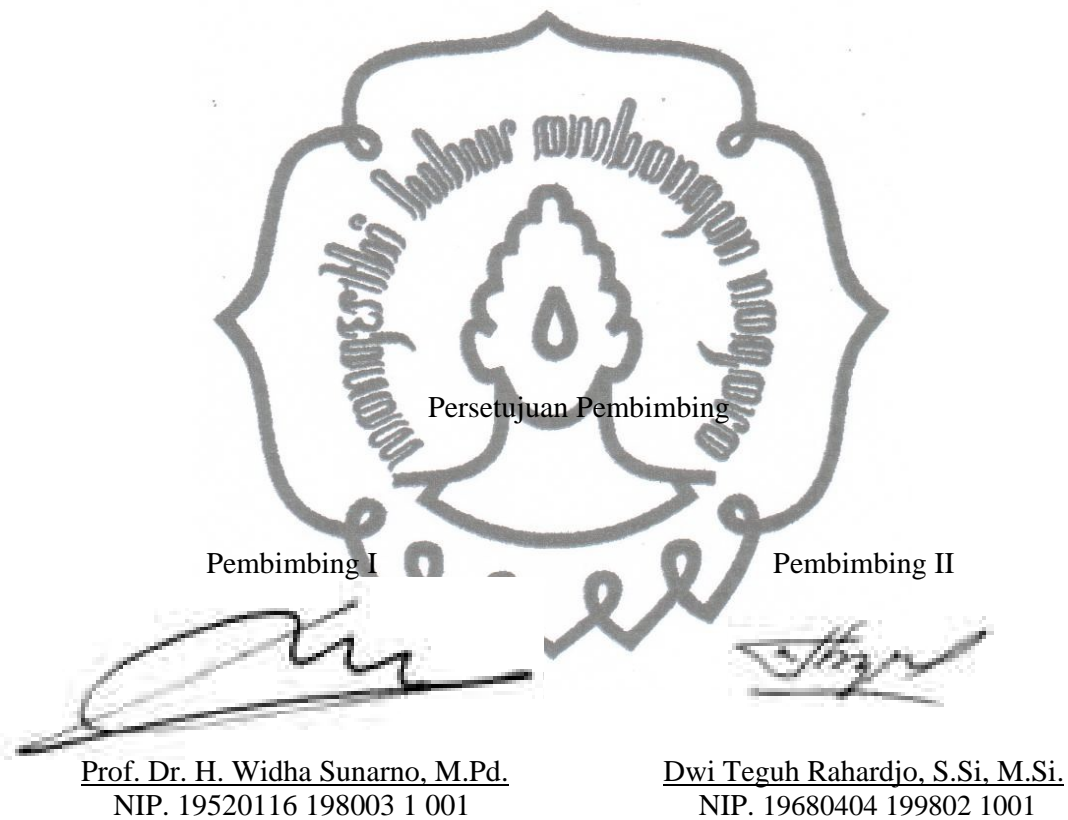 Persetujuan Pembimbing
Pembimbing I
Pembimbing II
Prof. Dr. H. Widha Sunarno, M.Pd.
NIP. 19520116 198003 1 001
Dwi Teguh Rahardjo, S.Si, M.Si.
NIP. 19680404 199802 1001